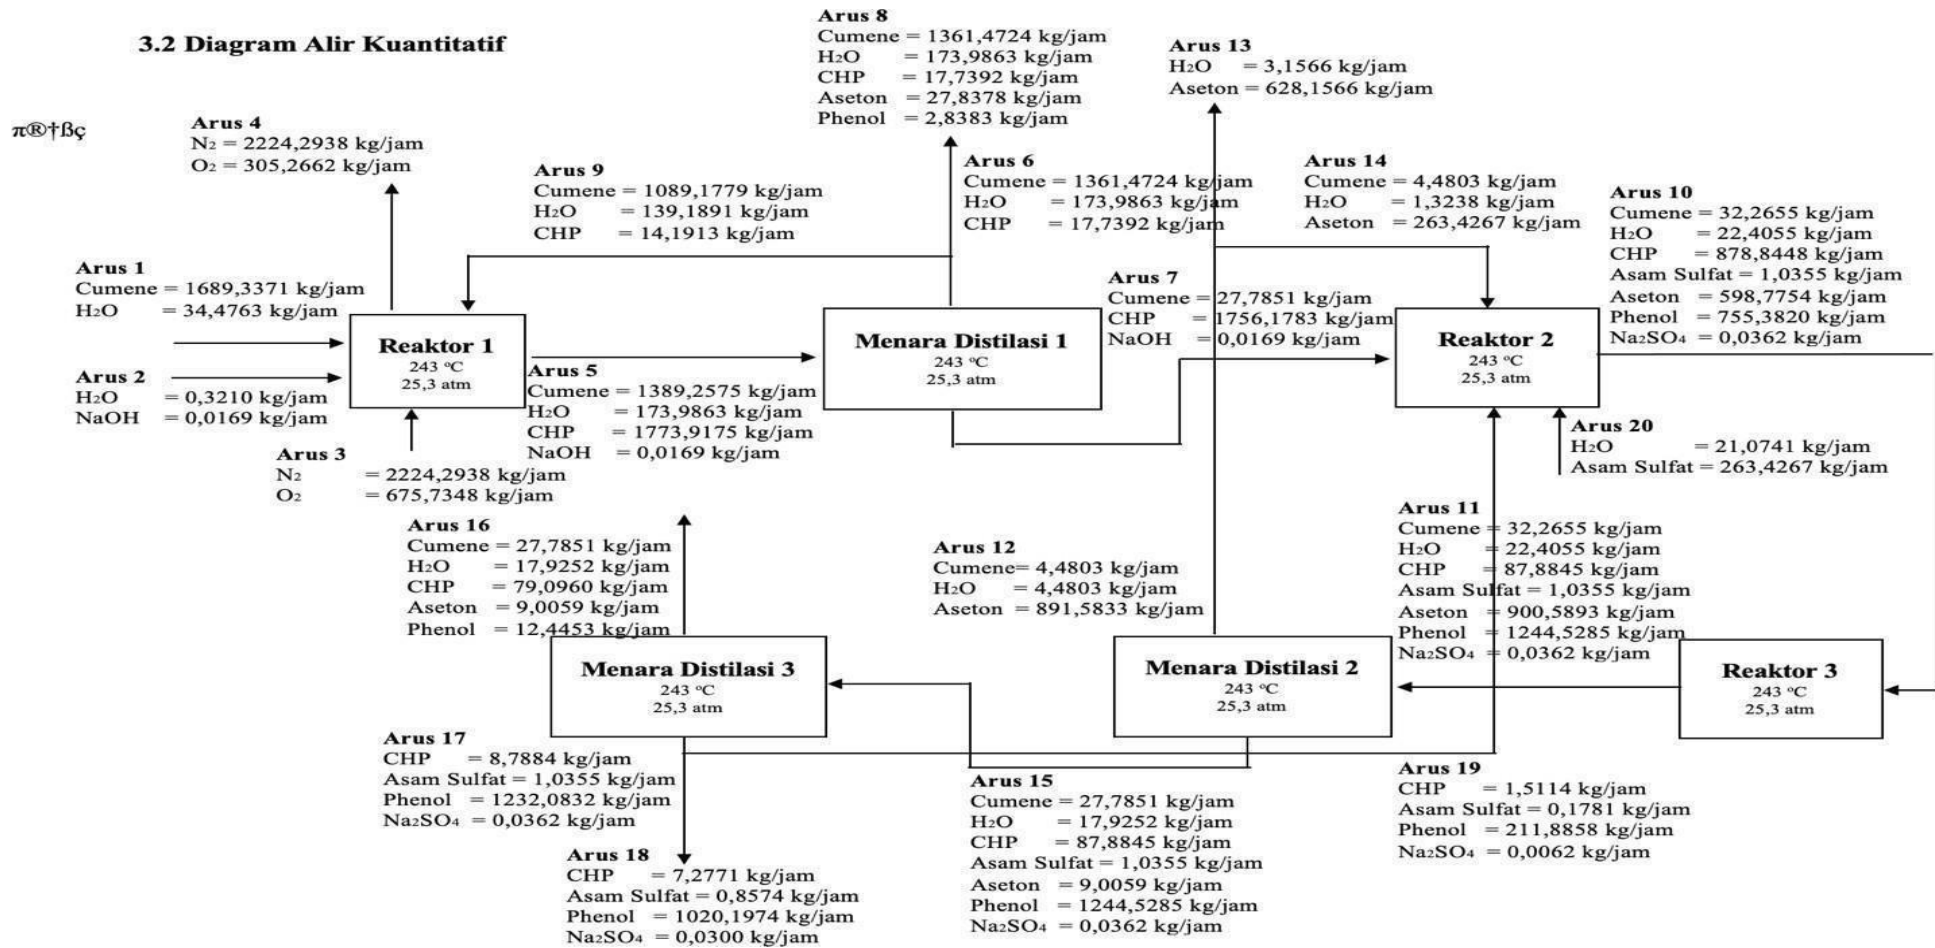 3.2 Diagram Alir Kuantitatif
π®†ßç
Arus 4
N₂ = 2224,2938 kg/jam
O₂ = 305,2662 kg/jam
Arus 8
Cumene = 1361,4724 kg/jam
H₂O = 173,9863 kg/jam
CHP = 17,7392 kg/jam
Aseton = 27,8378 kg/jam
Phenol = 2,8383 kg/jam
Arus 13
H₂O = 3,1566 kg/jam
Aseton = 628,1566 kg/jam
Arus 9
Cumene = 1089,1779 kg/jam
H₂O = 139,1891 kg/jam
CHP = 14,1913 kg/jam
Arus 6
Cumene = 1361,4724 kg/jam
H₂O = 173,9863 kg/jam
CHP = 17,7392 kg/jam
Arus 14
Cumene = 4,4803 kg/jam
H₂O = 1,3238 kg/jam
Aseton = 263,4267 kg/jam
Arus 10
Cumene = 32,2655 kg/jam
H₂O = 22,4055 kg/jam
CHP = 878,8448 kg/jam
Asam Sulfat = 1,0355 kg/jam
Aseton = 598,7754 kg/jam
Phenol = 755,3820 kg/jam
Na₂SO₄ = 0,0362 kg/jam
Arus 1
Cumene = 1689,3371 kg/jam
H₂O = 34,4763 kg/jam
Arus 7
Cumene = 27,7851 kg/jam
CHP = 1756,1783 kg/jam
NaOH = 0,0169 kg/jam
Reaktor 1
243 ºC
25,3 atm
Menara Distilasi 1
243 ºC
25,3 atm
Reaktor 2
243 ºC
25,3 atm
Arus 2
H₂O = 0,3210 kg/jam
NaOH = 0,0169 kg/jam
Arus 5
Cumene = 1389,2575 kg/jam
H₂O = 173,9863 kg/jam
CHP = 1773,9175 kg/jam
NaOH = 0,0169 kg/jam
Arus 3
N₂ = 2224,2938 kg/jam
O₂ = 675,7348 kg/jam
Arus 20
H₂O = 21,0741 kg/jam
Asam Sulfat = 263,4267 kg/jam
Arus 16
Cumene = 27,7851 kg/jam
H₂O = 17,9252 kg/jam
CHP = 79,0960 kg/jam
Aseton = 9,0059 kg/jam
Phenol = 12,4453 kg/jam
Arus 12
Cumene= 4,4803 kg/jam
H₂O = 4,4803 kg/jam
Aseton = 891,5833 kg/jam
Arus 11
Cumene = 32,2655 kg/jam
H₂O = 22,4055 kg/jam
CHP = 87,8845 kg/jam
Asam Sulfat = 1,0355 kg/jam
Aseton = 900,5893 kg/jam
Phenol = 1244,5285 kg/jam
Na₂SO₄ = 0,0362 kg/jam
Menara Distilasi 3
243 ºC
25,3 atm
Menara Distilasi 2
243 ºC
25,3 atm
Reaktor 3
243 ºC
25,3 atm
Arus 17
CHP = 8,7884 kg/jam
Asam Sulfat = 1,0355 kg/jam
Phenol = 1232,0832 kg/jam
Na₂SO₄ = 0,0362 kg/jam
Arus 15
Cumene = 27,7851 kg/jam
H₂O = 17,9252 kg/jam
CHP = 87,8845 kg/jam
Asam Sulfat = 1,0355 kg/jam
Aseton = 9,0059 kg/jam
Phenol = 1244,5285 kg/jam
Na₂SO₄ = 0,0362 kg/jam
Arus 19
CHP = 1,5114 kg/jam
Asam Sulfat = 0,1781 kg/jam
Phenol = 211,8858 kg/jam
Na₂SO₄ = 0,0062 kg/jam
Arus 18
CHP = 7,2771 kg/jam
Asam Sulfat = 0,8574 kg/jam
Phenol = 1020,1974 kg/jam
Na₂SO₄ = 0,0300 kg/jam